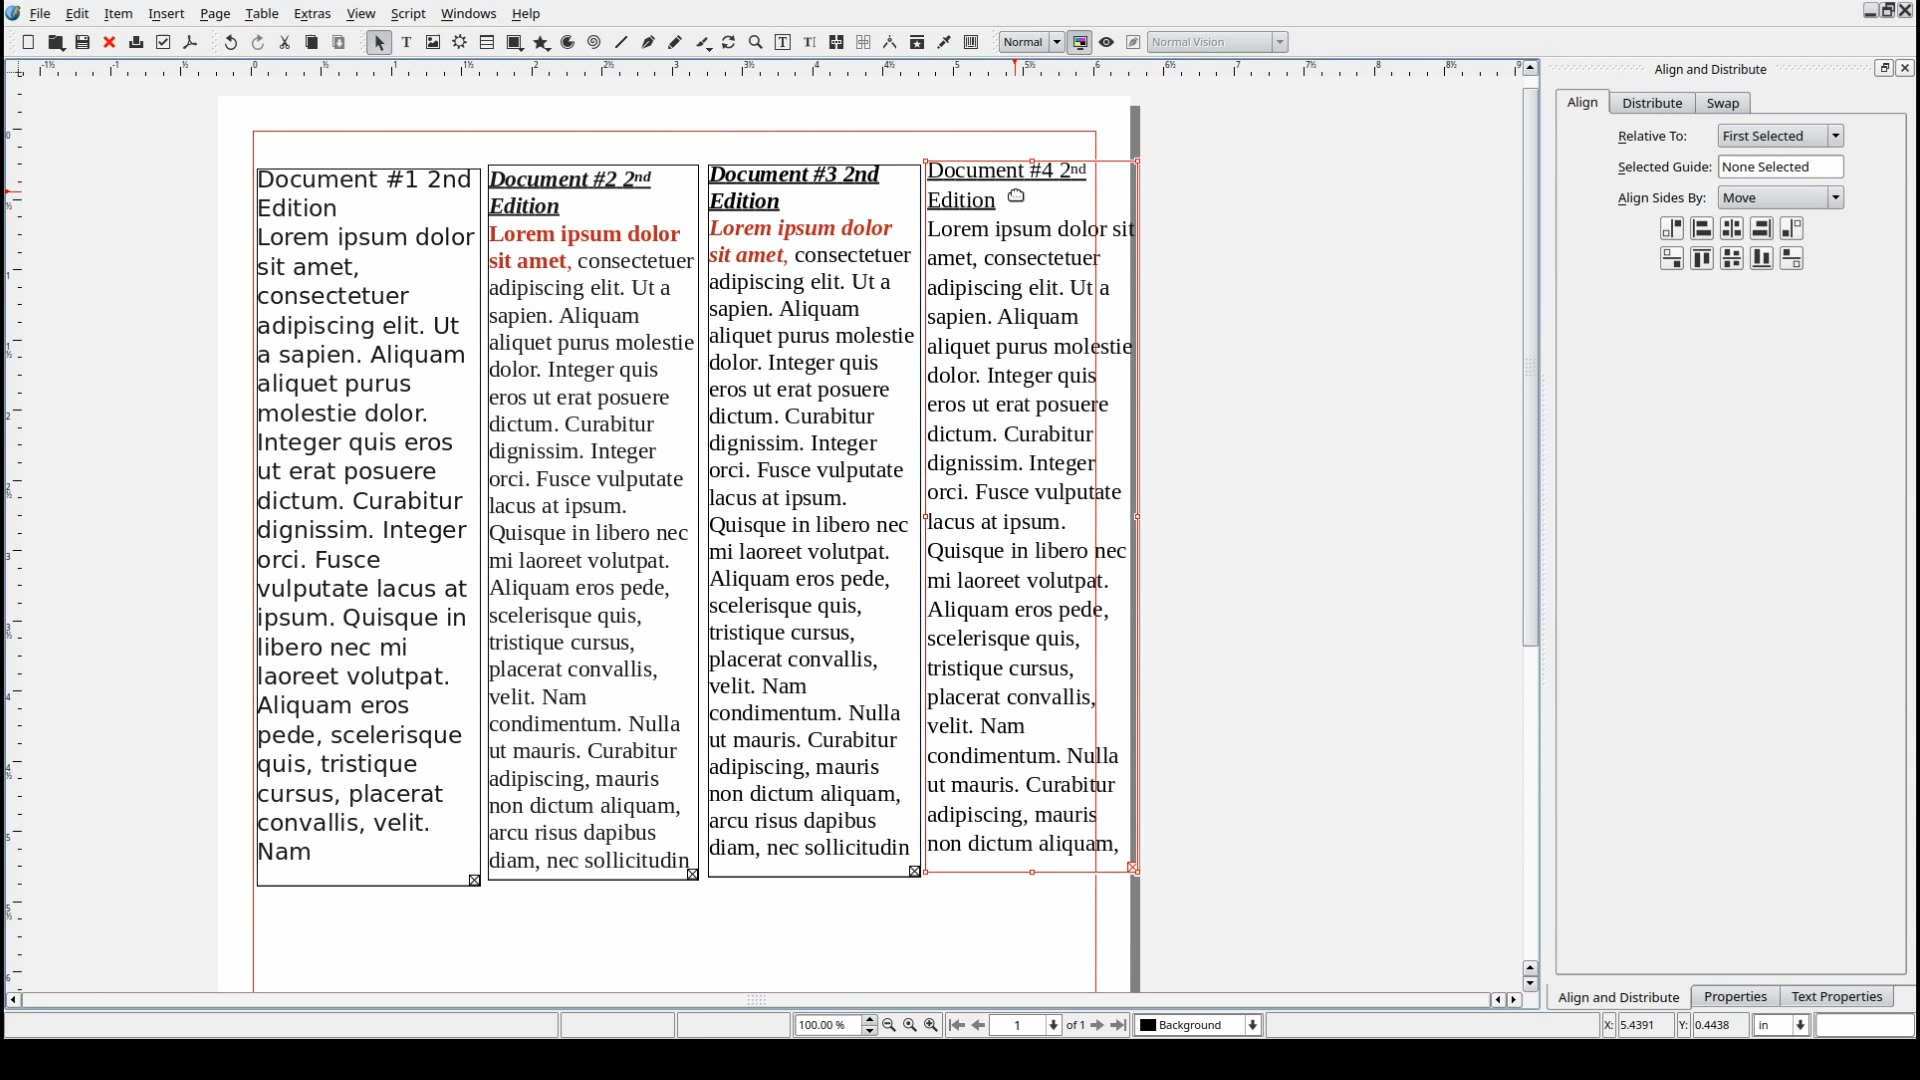 File Edit Item Insert Page Table Extras View Script Windows Help
Normal Normal Vision
Align and Distribute
Align Distribute Swap
Relative To: First Selected
Selected Guide: None Selected
Align Sides By: Move
Document #1 2nd
Edition
Lorem ipsum dolor
sit amet,
consectetuer
adipiscing elit. Ut
a sapien. Aliquam
aliquet purus
molestie dolor.
Integer quis eros
ut erat posuere
dictum. Curabitur
dignissim. Integer
orci. Fusce
vulputate lacus at
ipsum. Quisque in
libero nec mi
laoreet volutpat.
Aliquam eros
pede, scelerisque
quis, tristique
cursus, placerat
convallis, velit.
Nam
Document #2 2nd
Edition
Lorem ipsum dolor
sit amet, consectetuer
adipiscing elit. Ut a
sapien. Aliquam
aliquet purus molestie
dolor. Integer quis
eros ut erat posuere
dictum. Curabitur
dignissim. Integer
orci. Fusce vulputate
lacus at ipsum.
Quisque in libero nec
mi laoreet volutpat.
Aliquam eros pede,
scelerisque quis,
tristique cursus,
placerat convallis,
velit. Nam
condimentum. Nulla
ut mauris. Curabitur
adipiscing, mauris
non dictum aliquam,
arcu risus dapibus
diam, nec sollicitudin
Document #3 2nd
Edition
Lorem ipsum dolor
sit amet, consectetuer
adipiscing elit. Ut a
sapien. Aliquam
aliquet purus molestie
dolor. Integer quis
eros ut erat posuere
dictum. Curabitur
dignissim. Integer
orci. Fusce vulputate
lacus at ipsum.
Quisque in libero nec
mi laoreet volutpat.
Aliquam eros pede,
scelerisque quis,
tristique cursus,
placerat convallis,
velit. Nam
condimentum. Nulla
ut mauris. Curabitur
adipiscing, mauris
non dictum aliquam,
arcu risus dapibus
diam, nec sollicitudin
Document #4 2nd
Edition
Lorem ipsum dolor sit
amet, consectetuer
adipiscing elit. Ut a
sapien. Aliquam
aliquet purus molestie
dolor. Integer quis
eros ut erat posuere
dictum. Curabitur
dignissim. Integer
orci. Fusce vulputate
lacus at ipsum.
Quisque in libero nec
mi laoreet volutpat.
Aliquam eros pede,
scelerisque quis,
tristique cursus,
placerat convallis,
velit. Nam
condimentum. Nulla
ut mauris. Curabitur
adipiscing, mauris
non dictum aliquam,
Align and Distribute Properties Text Properties
100.00 % 1 of 1 Background X: 5.4391 Y: 0.4438 in